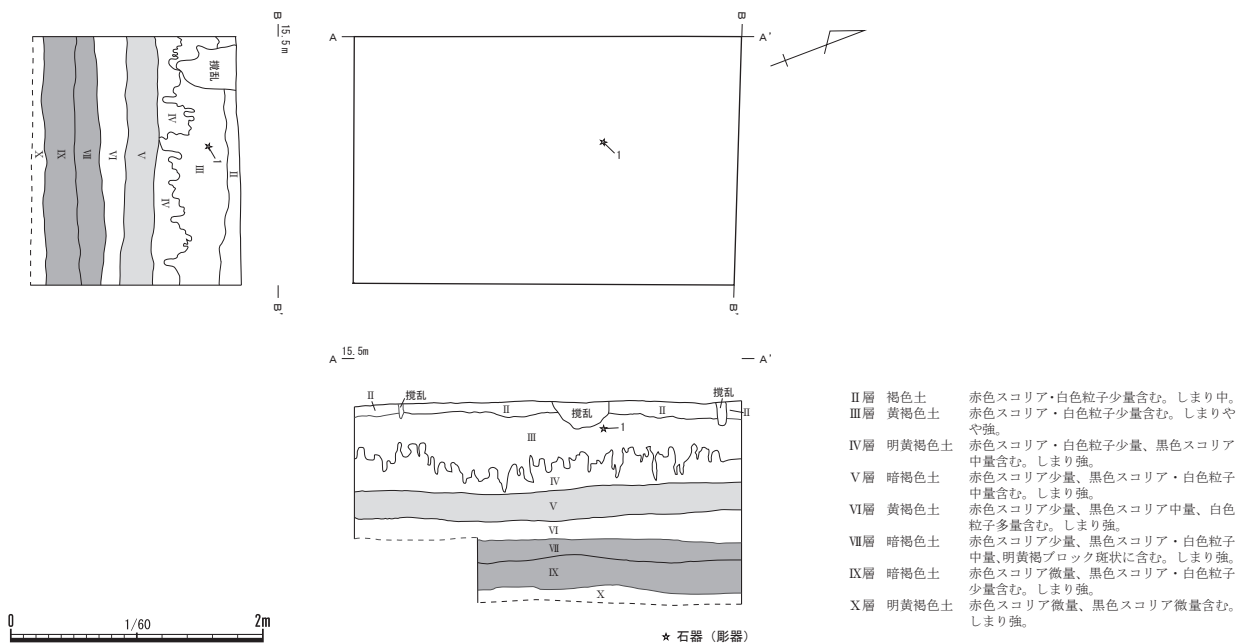 B
15.5m
撹乱
Ⅳ
1
Ⅲ
Ⅱ
Ⅹ
Ⅸ
Ⅶ
Ⅵ
Ⅴ
Ⅳ
B'
A
B
A'
1
B'
A 15.5m
A'
Ⅱ
撹乱
Ⅱ
撹乱
Ⅱ
撹乱
Ⅱ
1
Ⅲ
Ⅳ
Ⅴ
Ⅵ
Ⅶ
Ⅸ
Ⅹ
Ⅱ層 褐色土 赤色スコリア・白色粒子少量含む。しまり中。
Ⅲ層 黄褐色土 赤色スコリア・白色粒子少量含む。しまりや
や強。
Ⅳ層 明黄褐色土 赤色スコリア・白色粒子少量、黒色スコリア
中量含む。しまり強。
Ⅴ層 暗褐色土 赤色スコリア少量、黒色スコリア・白色粒子
中量含む。しまり強。
Ⅵ層 黄褐色土 赤色スコリア少量、黒色スコリア中量、白色
粒子多量含む。しまり強。
Ⅶ層 暗褐色土 赤色スコリア少量、黒色スコリア・白色粒子
中量、明黄褐ブロック斑状に含む。しまり強。
Ⅸ層 暗褐色土 赤色スコリア微量、黒色スコリア・白色粒子
少量含む。しまり強。
Ⅹ層 明黄褐色土 赤色スコリア微量、黒色スコリア微量含む。
しまり強。
0 1/60 2m
★ 石器（彫器）